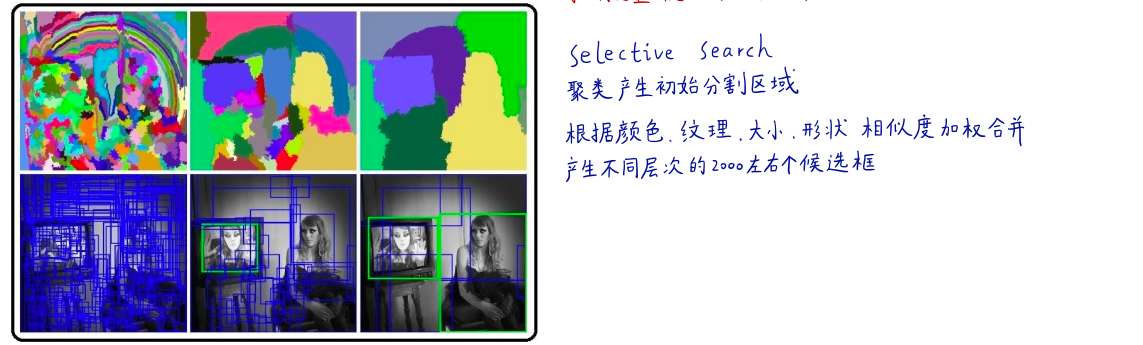 selective search
聚类产生初始分割区域
根据颜色、纹理、大小、形状 相似度加权合并
产生不同层次的2000左右个候选框